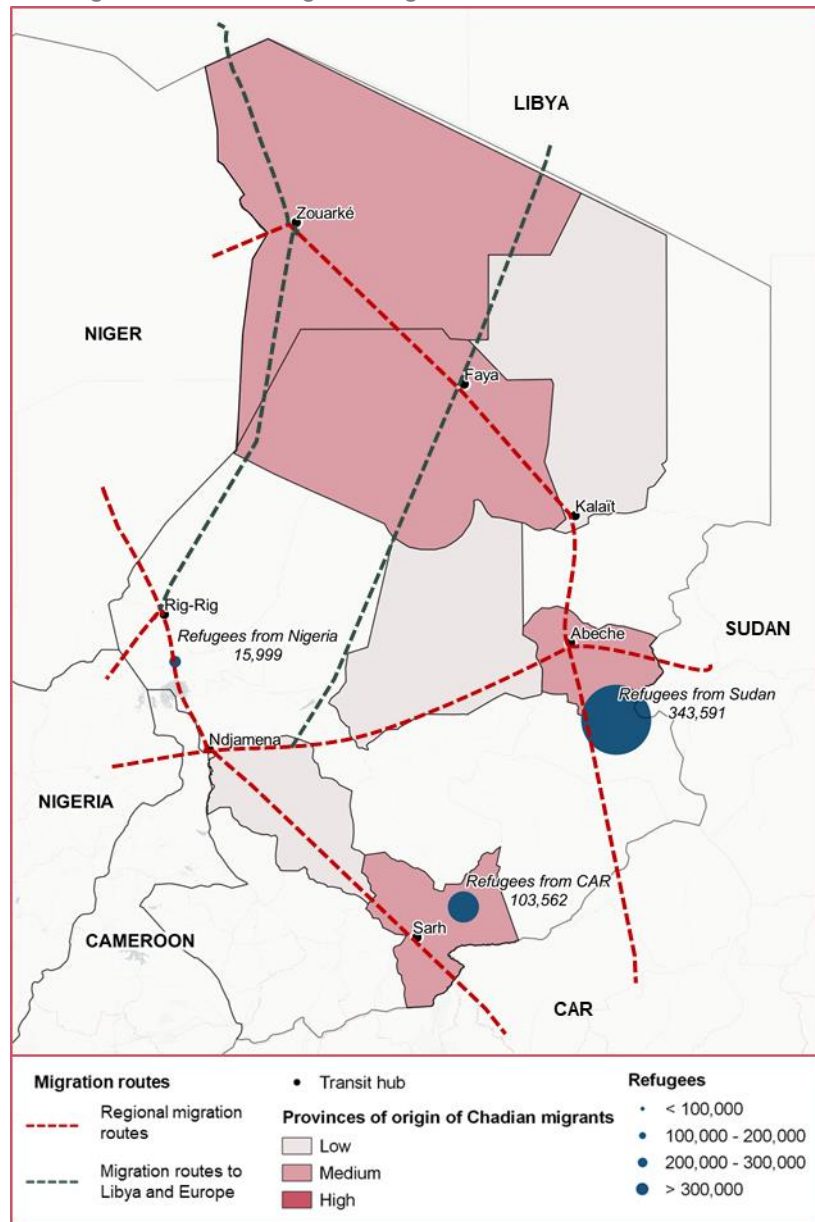 LIBYA
Zouarké
NIGER
Faya
Kalaït
Rig-Rig
Refugees from Nigeria
15,999
Abeche
SUDAN
Refugees from Sudan
343,591
Ndjamena
NIGERIA
Refugees from CAR
103,562
Sarh
CAMEROON
CAR
Migration routes
Regional migration
routes
Migration routes to
Libya and Europe
Transit hub
Provinces of origin of Chadian migrants
Low
Medium
High
Refugees
< 100,000
100,000 - 200,000
200,000 - 300,000
> 300,000